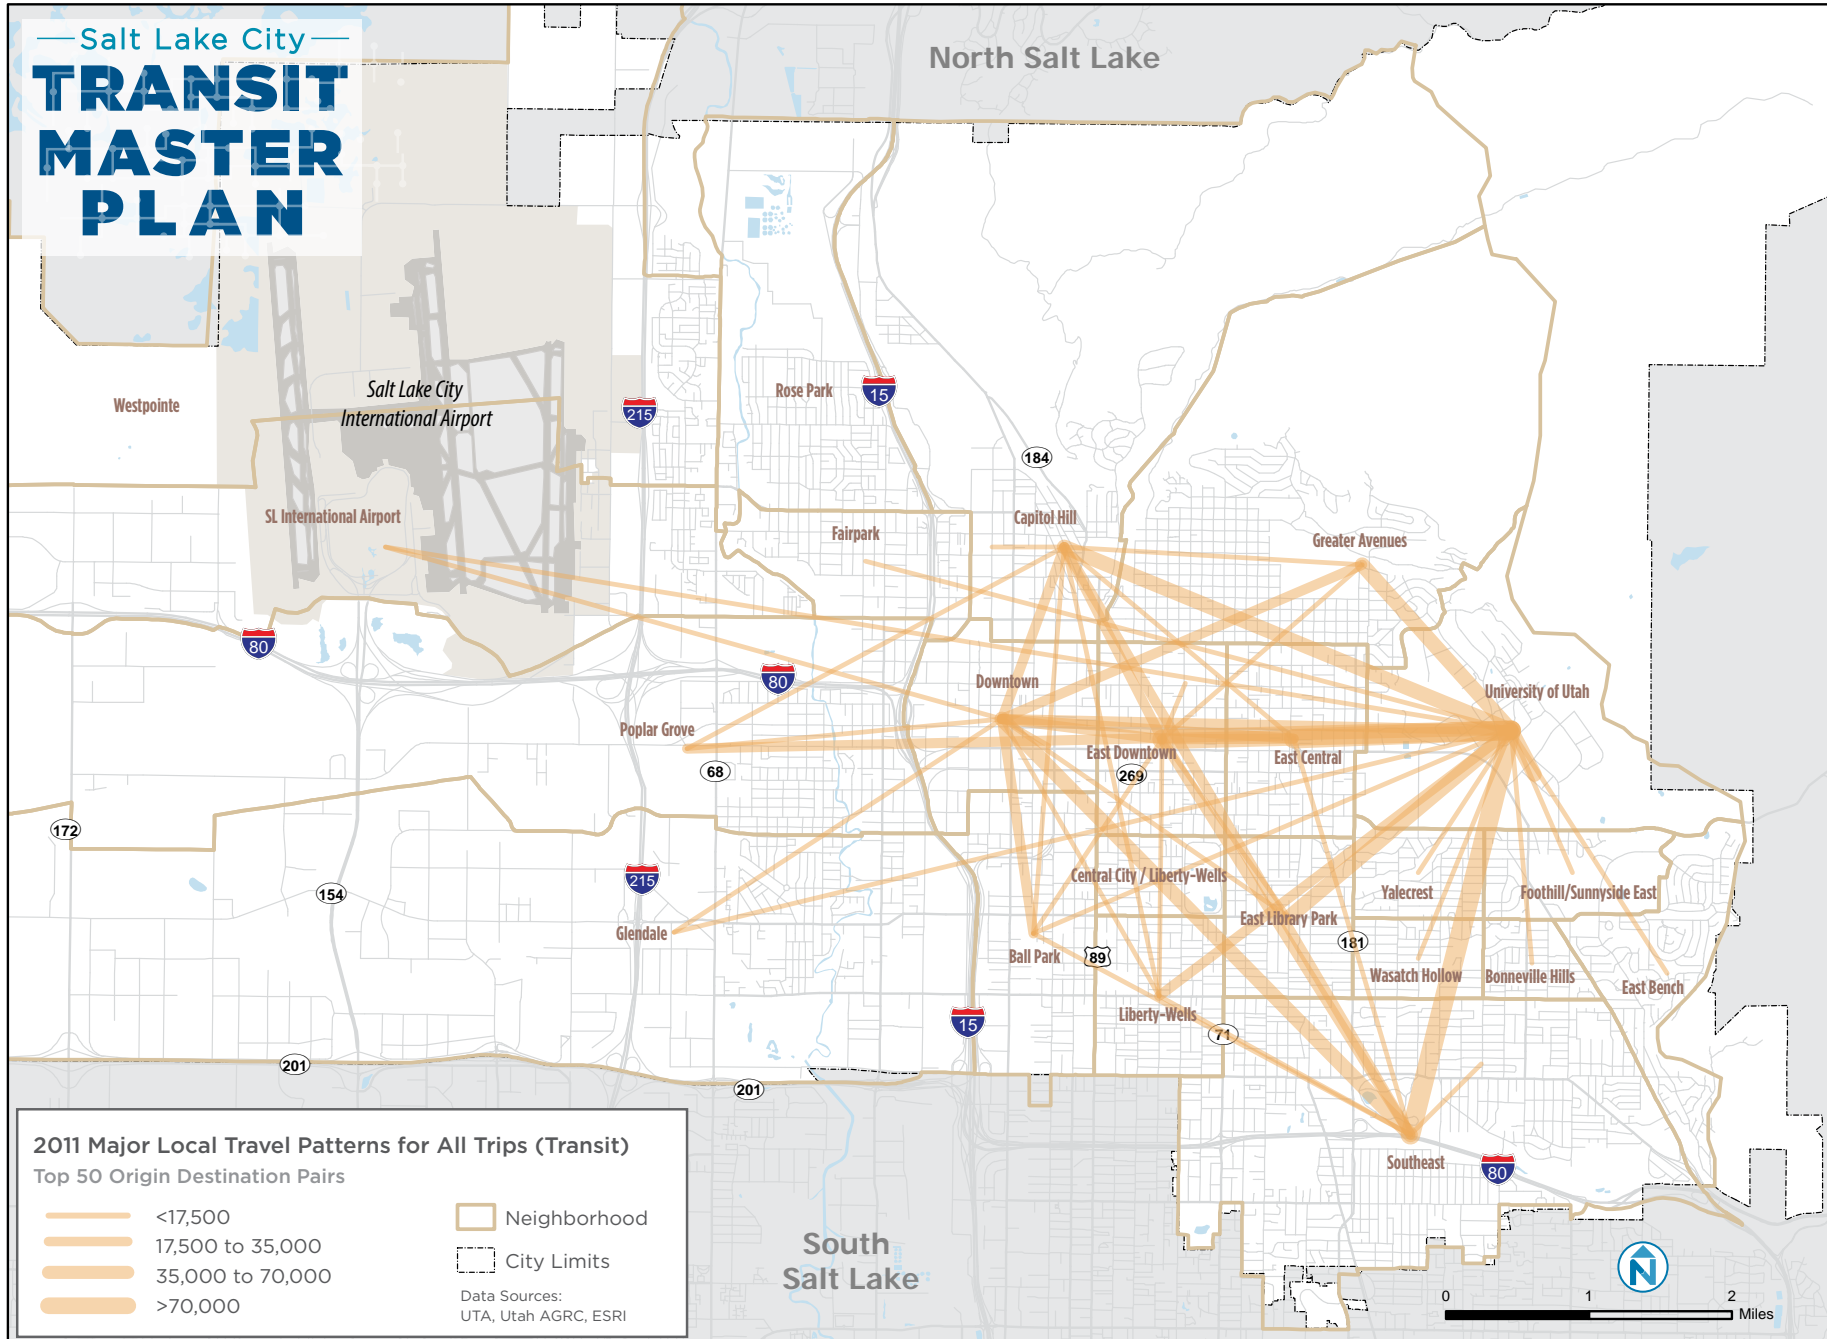 Salt Lake City
TRANSIT
MASTER
PLAN
North Salt Lake
Salt Lake City
International Airport
Westpointe
Rose Park
15
215
184
SL International Airport
Capitol Hill
Fairpark
Greater Avenues
80
80
Downtown
University of Utah
Poplar Grove
East Downtown
East Central
68
269
172
215
154
Central City / Liberty-Wells
Yalecrest
Foothill/Sunnyside East
East Library Park
Glendale
181
Ball Park
89
Wasatch Hollow
Bonneville Hills
East Bench
Liberty-Wells
15
71
201
201
Southeast
80
South
Salt Lake
2011 Major Local Travel Patterns for All Trips (Transit)
Top 50 Origin Destination Pairs
<17,500
17,500 to 35,000
35,000 to 70,000
>70,000
Neighborhood
City Limits
Data Sources:
UTA, Utah AGRC, ESRI
N
0 1 2
Miles